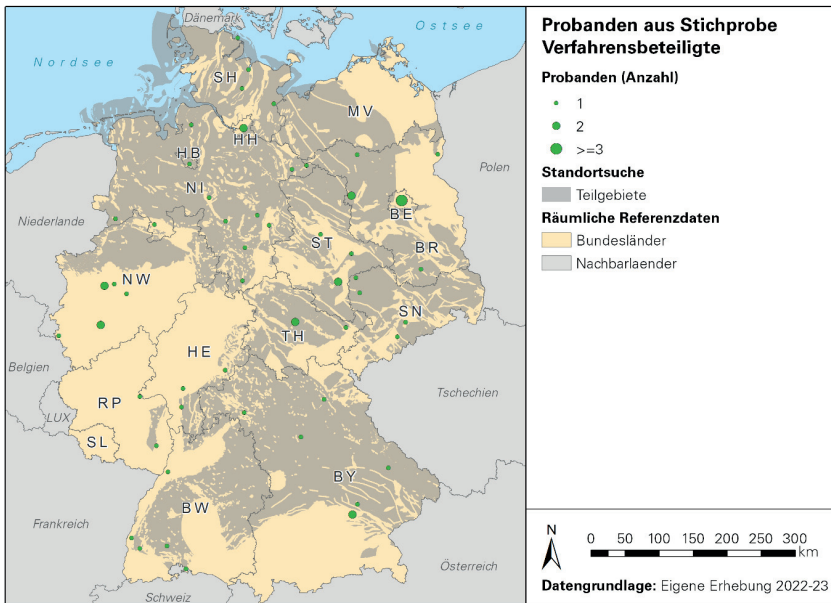 Dänemark
Ostsee
Nordsee
SH
MV
HH
HB
Polen
NI
Niederlande
BE
ST
BR
NW
SN
TH
HE
Belgien
RP
Tschechien
LUX
SL
BY
BW
Frankreich
Österreich
Schweiz
Probanden aus Stichprobe
Verfahrensbeteiligte
Probanden (Anzahl)
1
2
>=3
Standortsuche
Teilgebiete
Räumliche Referenzdaten
Bundesländer
Nachbarlaender
N
0 50 100 150 200 250 300
km
Datengrundlage: Eigene Erhebung 2022-23